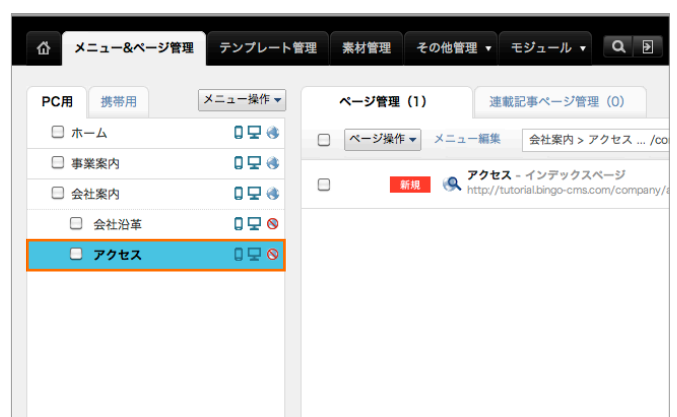 メニュー&ページ管理 テンプレート管理 素材管理 その他管理 ▼ モジュール ▼
PC用 携帯用 メニュー操作▼
ホーム
事業案内
会社案内
会社沿革
アクセス
ページ管理（1） 連載記事ページ管理（0）
ページ操作▼ メニュー編集 会社案内 > アクセス ... /co
新規 アクセス - インデックスページ
http://tutorial.bingo-cms.com/company/a